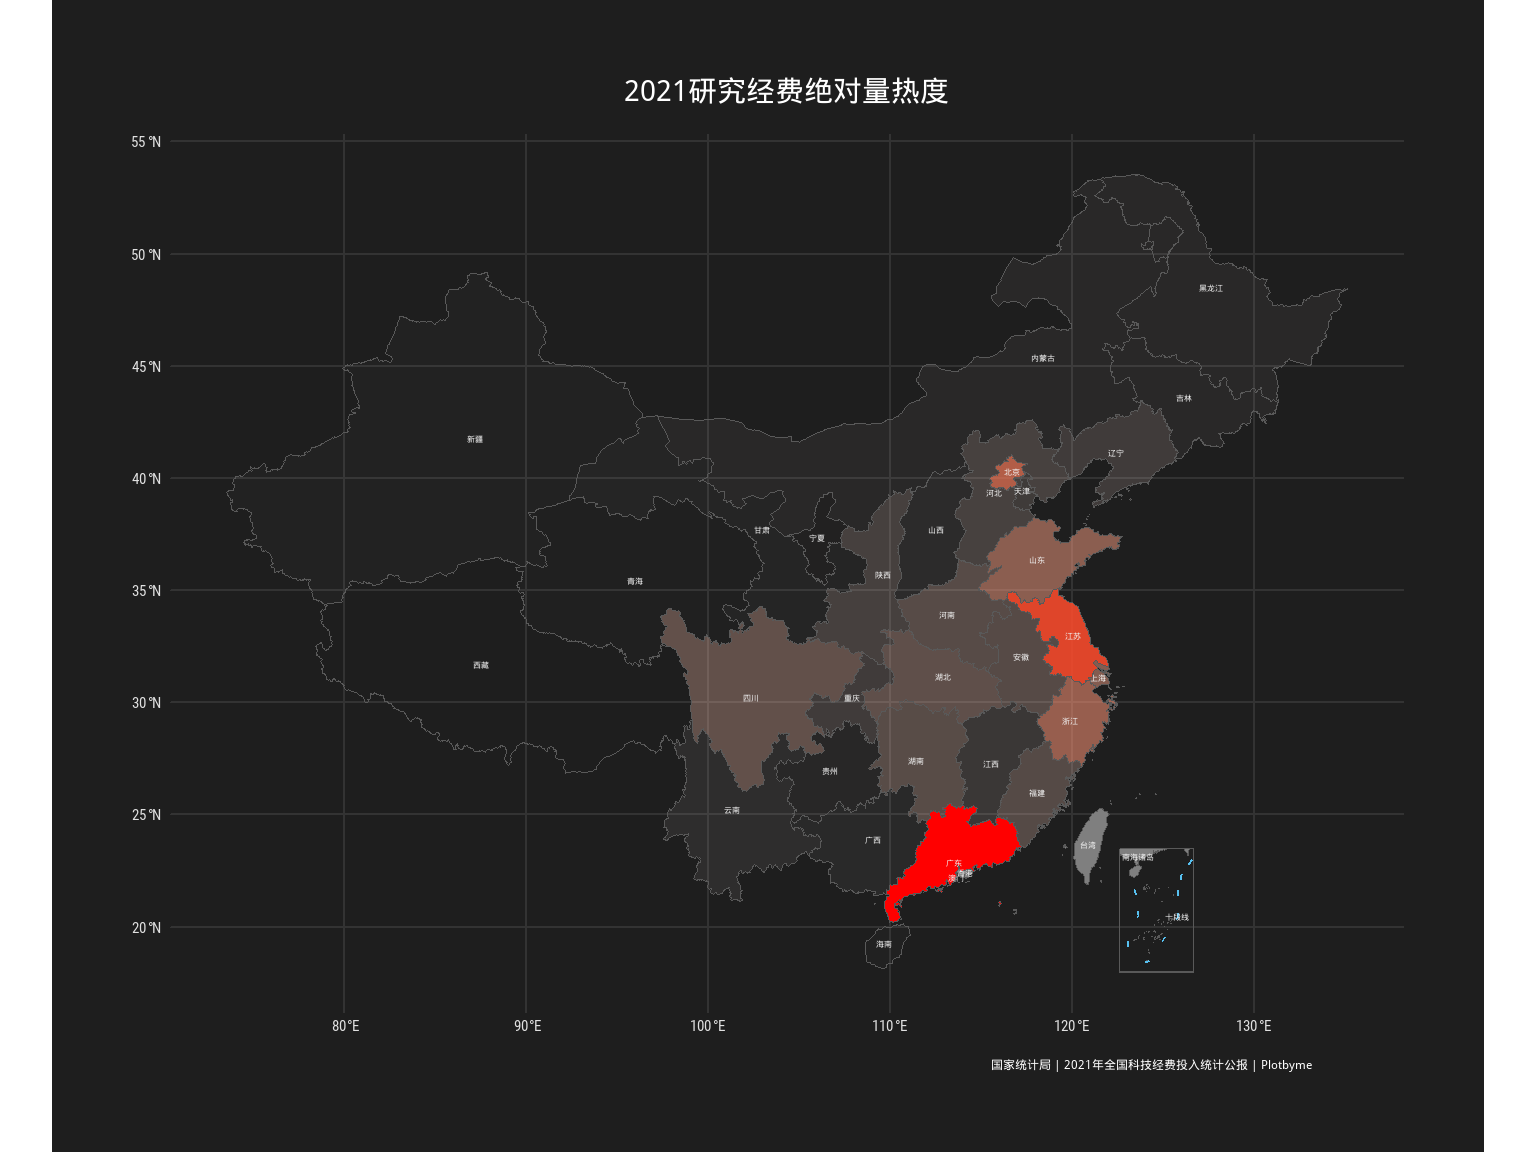 2021研究经费绝对量热度
55°N
50°N
黑龙江
内蒙古
45°N
吉林
新疆
辽宁
40°N
北京
河北
天津
甘肃
宁夏
山西
山东
陕西
青海
35°N
河南
江苏
西藏
安徽
湖北
上海
四川
重庆
30°N
浙江
湖南
江西
贵州
福建
云南
25°N
广西
台湾
南海诸岛
广东
香港
澳门
十段线
20°N
海南
80°E
90°E
100°E
110°E
120°E
130°E
国家统计局 | 2021年全国科技经费投入统计公报 | Plotbyme